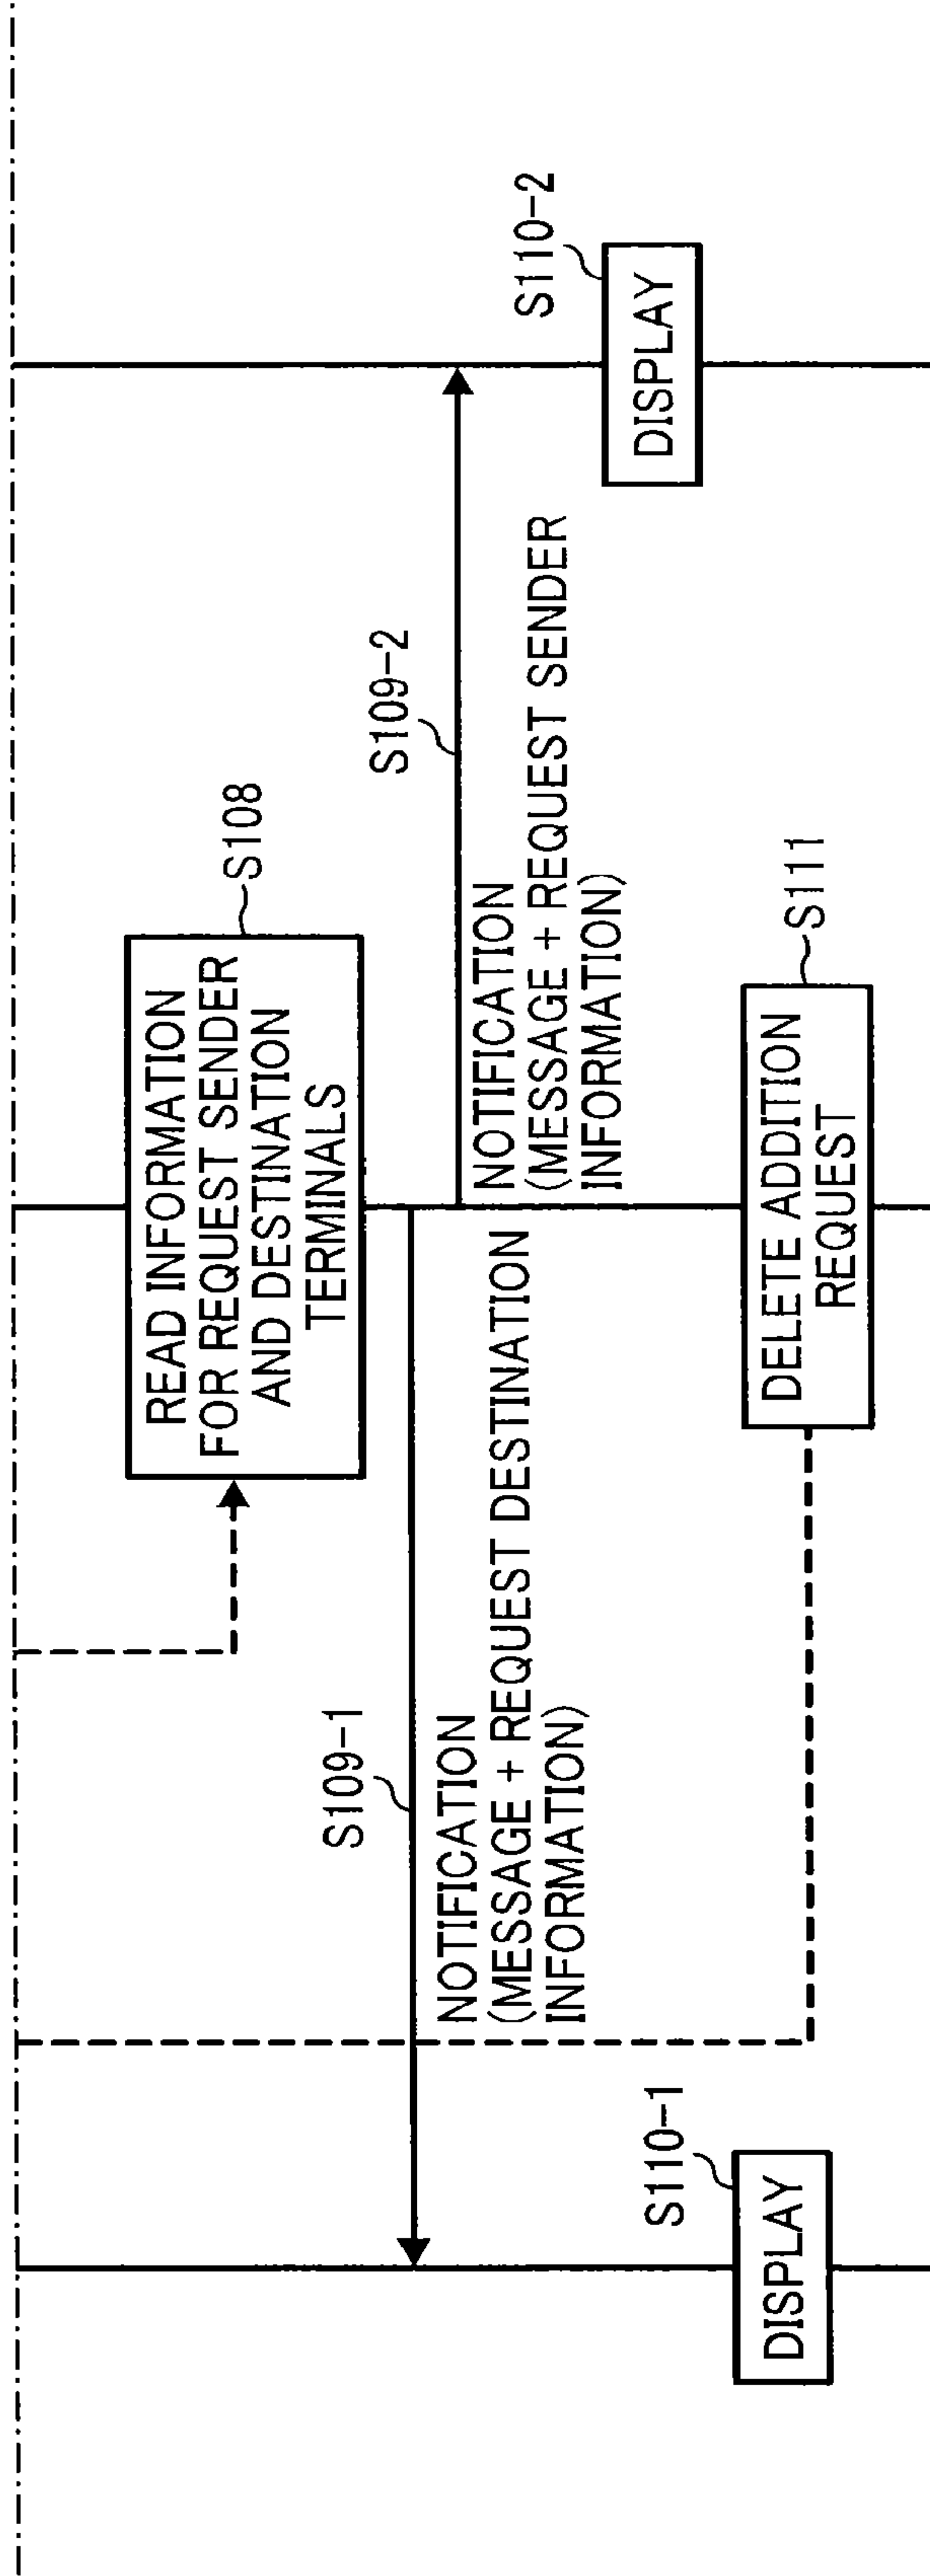 READ INFORMATION
FOR REQUEST SENDER
AND DESTINATION
TERMINALS
S108
S109-1
NOTIFICATION
(MESSAGE + REQUEST DESTINATION
INFORMATION)
S109-2
NOTIFICATION
(MESSAGE + REQUEST SENDER
INFORMATION)
S110-1
DISPLAY
S110-2
DISPLAY
DELETE ADDITION
REQUEST
S111